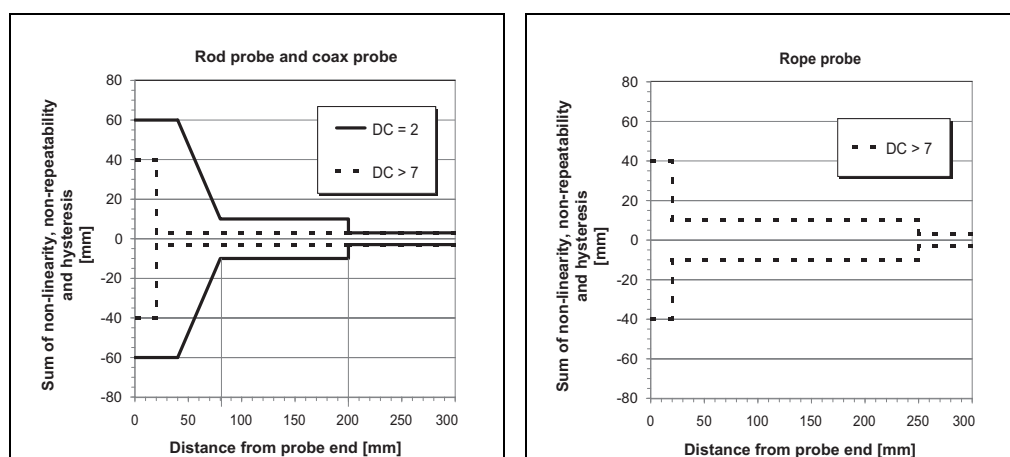 Rod probe and coax probe
Sum of non-linearity, non-repeatability
and hysteresis
[mm]
80
60
40
20
0
-20
-40
-60
-80
DC = 2
DC > 7
0 50 100 150 200 250 300
Distance from probe end [mm]
Rope probe
Sum of non-linearity, non-repeatability
and hysteresis
[mm]
80
60
40
20
0
-20
-40
-60
-80
DC > 7
0 50 100 150 200 250 300
Distance from probe end [mm]